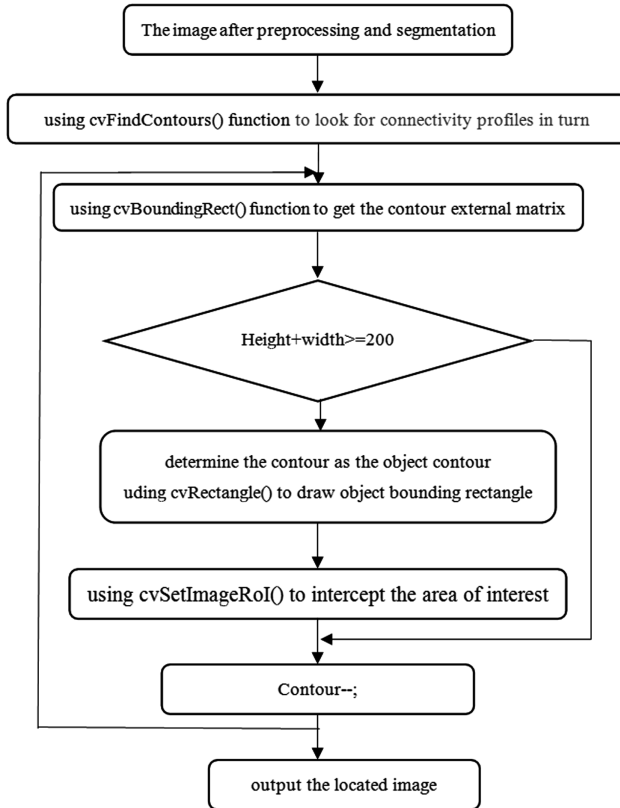 The image after preprocessing and segmentation
using cvFindContours() function to look for connectivity profiles in turn
using cvBoundingRect() function to get the contour external matrix
Height+width>=200
determine the contour as the object contour
uding cvRectangle() to draw object bounding rectangle
using cvSetImageRoI() to intercept the area of interest
Contour--;
output the located image